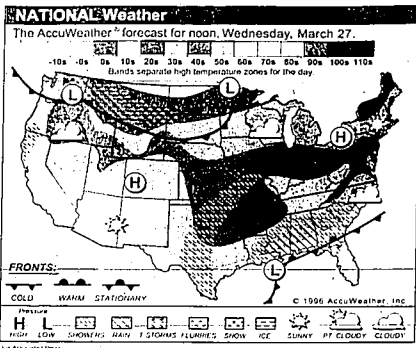 NATIONAL Weather
The AccuWeather® forecast for noon, Wednesday, March 27.
-10s -0s 0s 10s 20s 30s 40s 50s 60s 70s 80s 90s 100s 110s
Bands separate high temperature zones for the day.
L
L
H
H
L
FRONTS:
COLD WARM STATIONARY
© 1996 AccuWeather, Inc.
Pressure
H L
HIGH LOW SHOWERS RAIN T-STORMS FLURRIES SNOW ICE SUNNY PT. CLOUDY CLOUDY